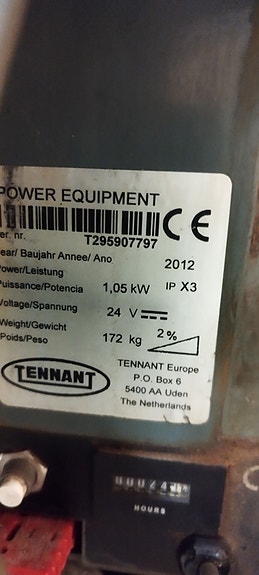 POWER EQUIPMENT
er. nr. T295907797
CE
ear/ Baujahr Annee/ Ano 2012
Power/Leistung
Puissance/Potencia 1,05 kW IP X3
Voltage/Spannung 24 V
Weight/Gewicht
Poids/Peso 172 kg 2%
TENNANT
TENNANT Europe
P.O. Box 6
5400 AA Uden
The Netherlands
HOURS